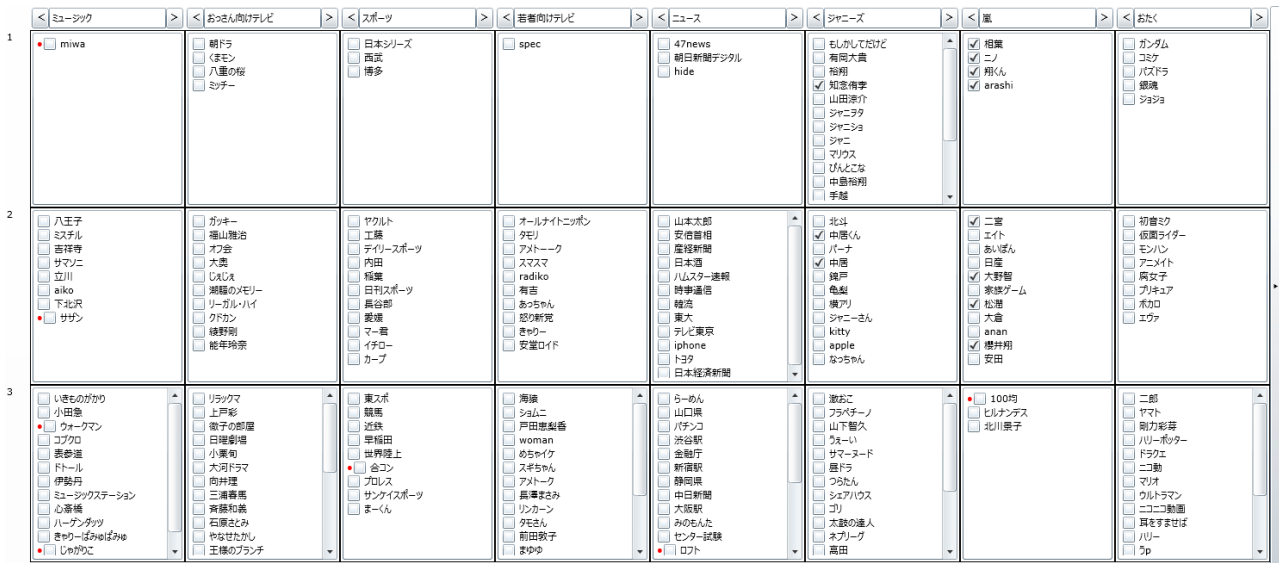 < ミュージック >
< おっさん向けテレビ >
< スポーツ >
< 若者向けテレビ >
< ニュース >
< ジャニーズ >
< 嵐 >
< おたく >
1
miwa
朝ドラ
くまモン
八重の桜
ミッチー
日本シリーズ
西武
博多
spec
47news
朝日新聞デジタル
hide
もしかしてだけど
有岡大貴
裕翔
知念侑李
山田涼介
ジャニヲタ
ジャニショ
ジャニ
マリウス
ぴんとこな
中島裕翔
手越
相葉
ニノ
翔くん
arashi
ガンダム
コミケ
パズドラ
銀魂
ジョジョ
2
八王子
ミスチル
吉祥寺
サマソニ
立川
aiko
下北沢
サザン
ガッキー
福山雅治
オフ会
大奥
じぇじぇ
潮騒のメモリー
リーガル・ハイ
クドカン
綾野剛
能年玲奈
ヤクルト
工藤
デイリースポーツ
内田
稲葉
日刊スポーツ
長谷部
愛媛
マー君
イチロー
カープ
オールナイトニッポン
タモリ
アメトーーク
スマスマ
radiko
有吉
あっちゃん
怒り新党
きゃりー
安堂ロイド
山本太郎
安倍首相
産経新聞
日本酒
ハムスター速報
時事通信
韓流
東大
テレビ東京
iphone
トヨタ
日本経済新聞
北斗
中居くん
バーナ
中居
錦戸
亀梨
横アリ
ジャニーさん
kitty
apple
なっちゃん
二宮
エイト
あいぽん
日産
大野智
家族ゲーム
松潤
大倉
anan
櫻井翔
安田
初音ミク
仮面ライダー
モンハン
アニメイト
腐女子
プリキュア
ボカロ
エヴァ
3
いきものがかり
小田急
ウォークマン
コブクロ
表参道
ドトール
伊勢丹
ミュージックステーション
心斎橋
ハーゲンダッツ
きゃりーぱみゅぱみゅ
じゃがりこ
リラックマ
上戸彩
徹子の部屋
日曜劇場
小栗旬
大河ドラマ
向井理
三浦春馬
斉藤和義
石原さとみ
やなせたかし
王様のブランチ
東スポ
競馬
近鉄
早稲田
世界陸上
合コン
プロレス
サンケイスポーツ
まーくん
海猿
ショムニ
戸田恵梨香
woman
めちゃイケ
スギちゃん
アメトーク
長澤まさみ
リンカーン
タモさん
前田敦子
まゆゆ
らーめん
山口県
パチンコ
渋谷駅
金融庁
新宿駅
静岡県
中日新聞
大阪駅
みのもんた
センター試験
ロフト
激おこ
フラペチーノ
山下智久
うぇーい
サマーヌード
昼ドラ
つらたん
シェアハウス
ゴリ
太鼓の達人
ネプリーグ
高田
100均
ヒルナンデス
北川景子
二郎
ヤマト
剛力彩芽
ハリーポッター
ドラクエ
ニコ動
マリオ
ウルトラマン
ニコニコ動画
耳をすませば
ハリー
うp